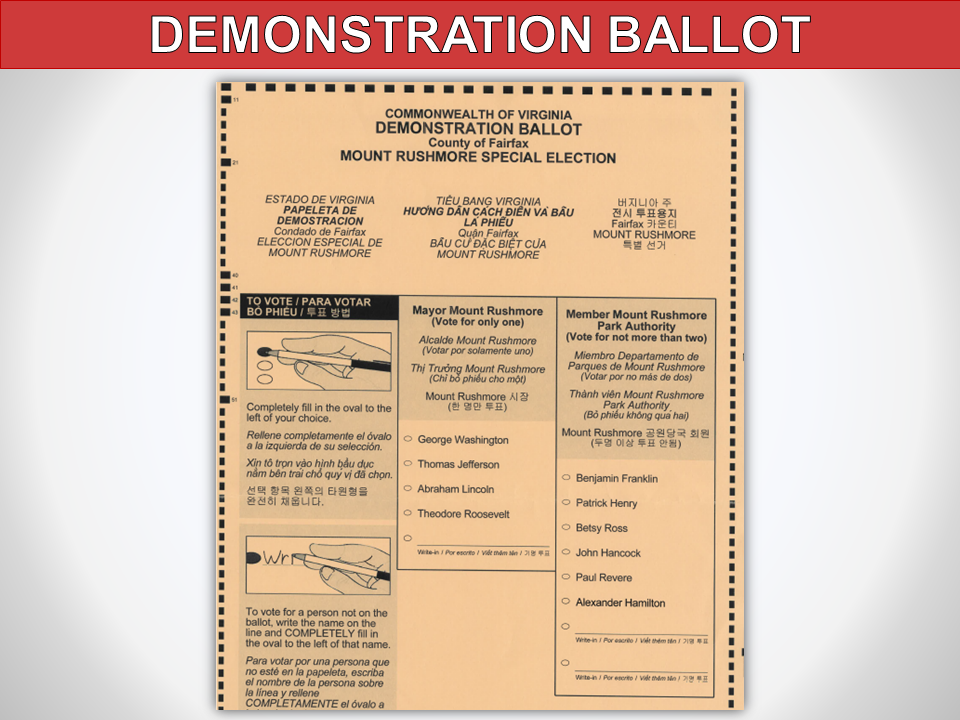 DEMONSTRATION BALLOT
11
COMMONWEALTH OF VIRGINIA
DEMONSTRATION BALLOT
County of Fairfax
MOUNT RUSHMORE SPECIAL ELECTION
21
ESTADO DE VIRGINIA
PAPELETA DE
DEMOSTRACION
Condado de Fairfax
ELECCION ESPECIAL DE
MOUNT RUSHMORE
TIÊU BANG VIRGINIA
HƯƠNG DẪN CÁCH ĐIỀN VÀ BẦU
LÁ PHIẾU
Quận Fairfax
BẦU CỬ ĐẶC BIỆT CỦA
MOUNT RUSHMORE
버지니아 주
전시 투표용지
Fairfax 카운티
MOUNT RUSHMORE
특별 선거
40
41
42
43
TO VOTE / PARA VOTAR
BỎ PHIẾU / 투표 방법
51
Completely fill in the oval to the
left of your choice.
Rellene completamente el óvalo
a la izquierda de su selección.
Xin tô trọn vào hình bầu dục
nằm bên trái chỗ quý vị đã chọn.
선택 항목 왼쪽의 타원형을
완전히 채웁니다.
Wri
To vote for a person not on the
ballot, write the name on the
line and COMPLETELY fill in
the oval to the left of that name.
Para votar por una persona que
no esté en la papeleta, escriba
el nombre de la persona sobre
la línea y rellene
COMPLETAMENTE el óvalo a
Mayor Mount Rushmore
(Vote for only one)
Alcalde Mount Rushmore
(Votar por solamente uno)
Thị Trưởng Mount Rushmore
(Chỉ bỏ phiếu cho một)
Mount Rushmore 시장
(한 명만 투표)
George Washington
Thomas Jefferson
Abraham Lincoln
Theodore Roosevelt
Write-in / Por escrito / Viết thêm tên / 기명 투표
Member Mount Rushmore
Park Authority
(Vote for not more than two)
Miembro Departamento de
Parques de Mount Rushmore
(Votar por no más de dos)
Thành viên Mount Rushmore
Park Authority
(Bỏ phiếu không quá hai)
Mount Rushmore 공원당국 회원
(두명 이상 투표 안됨)
Benjamin Franklin
Patrick Henry
Betsy Ross
John Hancock
Paul Revere
Alexander Hamilton
Write-in / Por escrito / Viết thêm tên / 기명 투표
Write-in / Por escrito / Viết thêm tên / 기명 투표